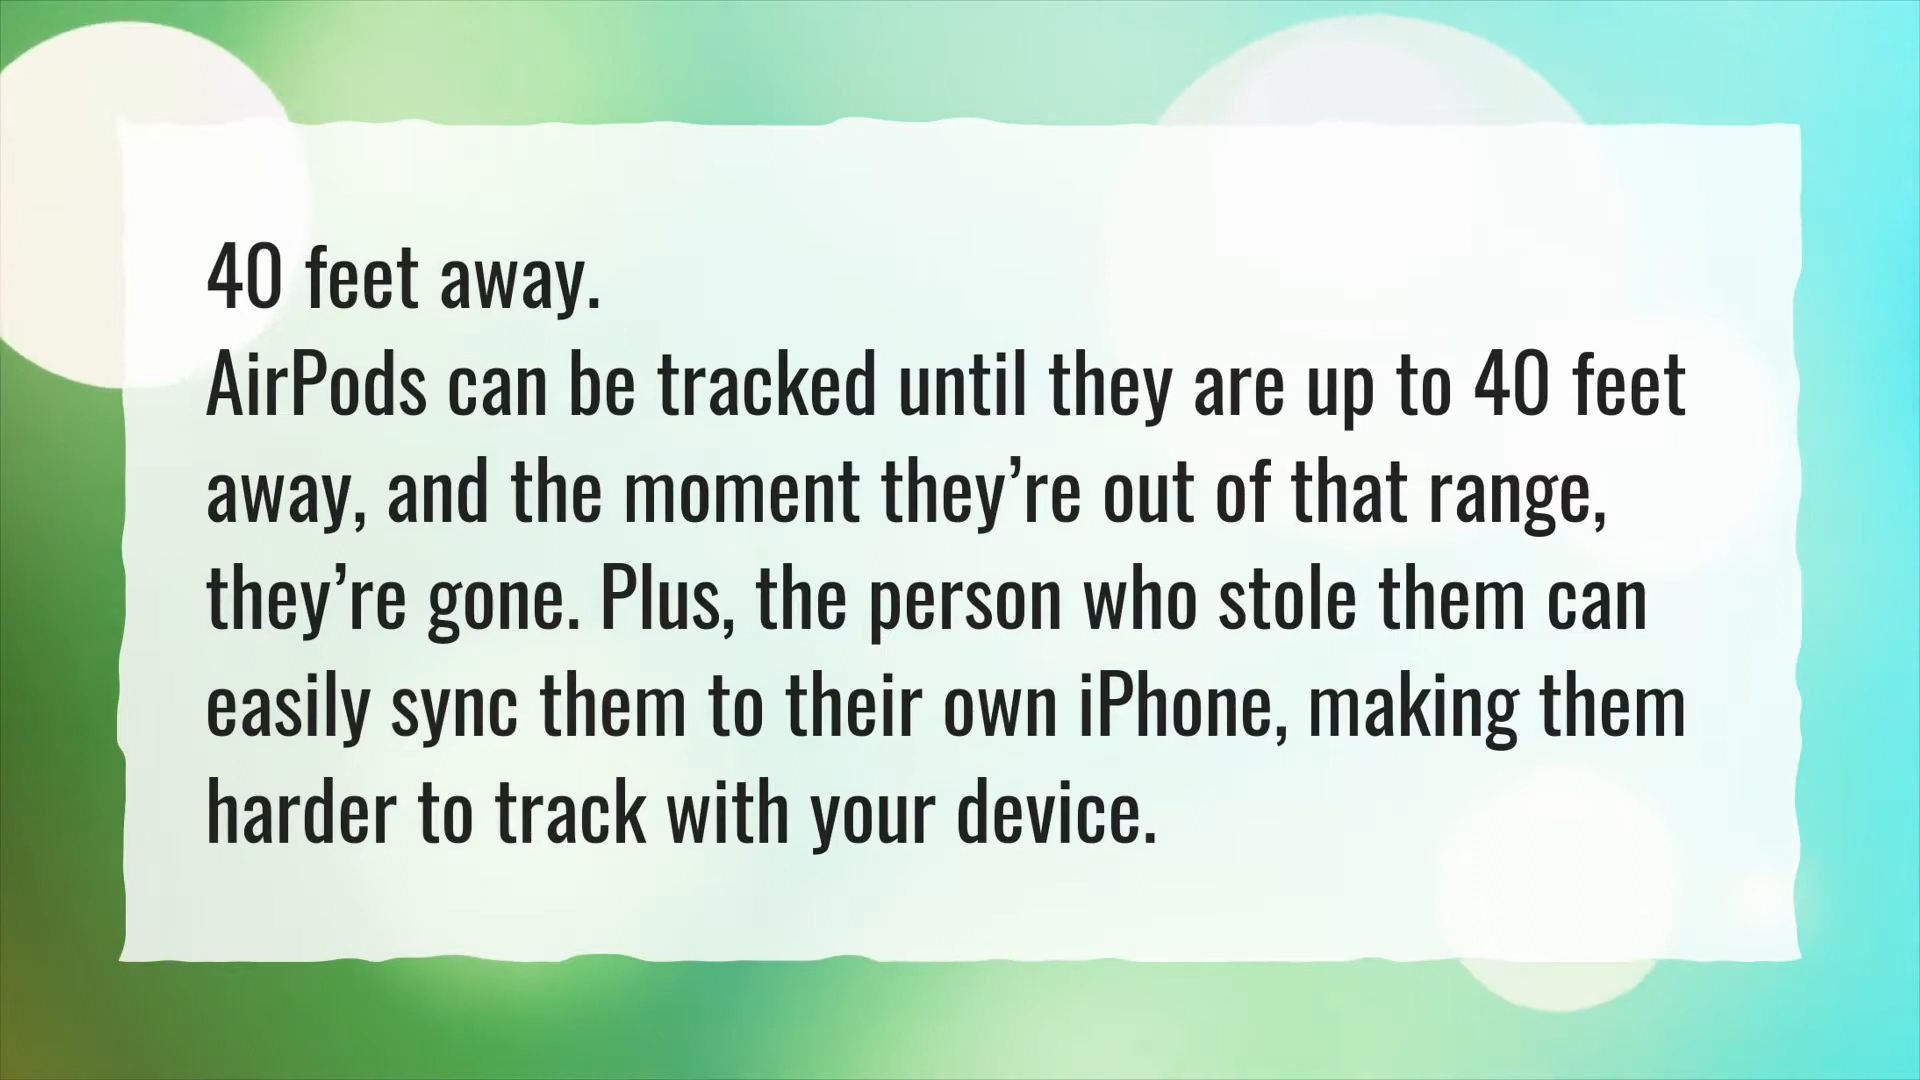 40 feet away.
AirPods can be tracked until they are up to 40 feet
away, and the moment they’re out of that range,
they’re gone. Plus, the person who stole them can
easily sync them to their own iPhone, making them
harder to track with your device.